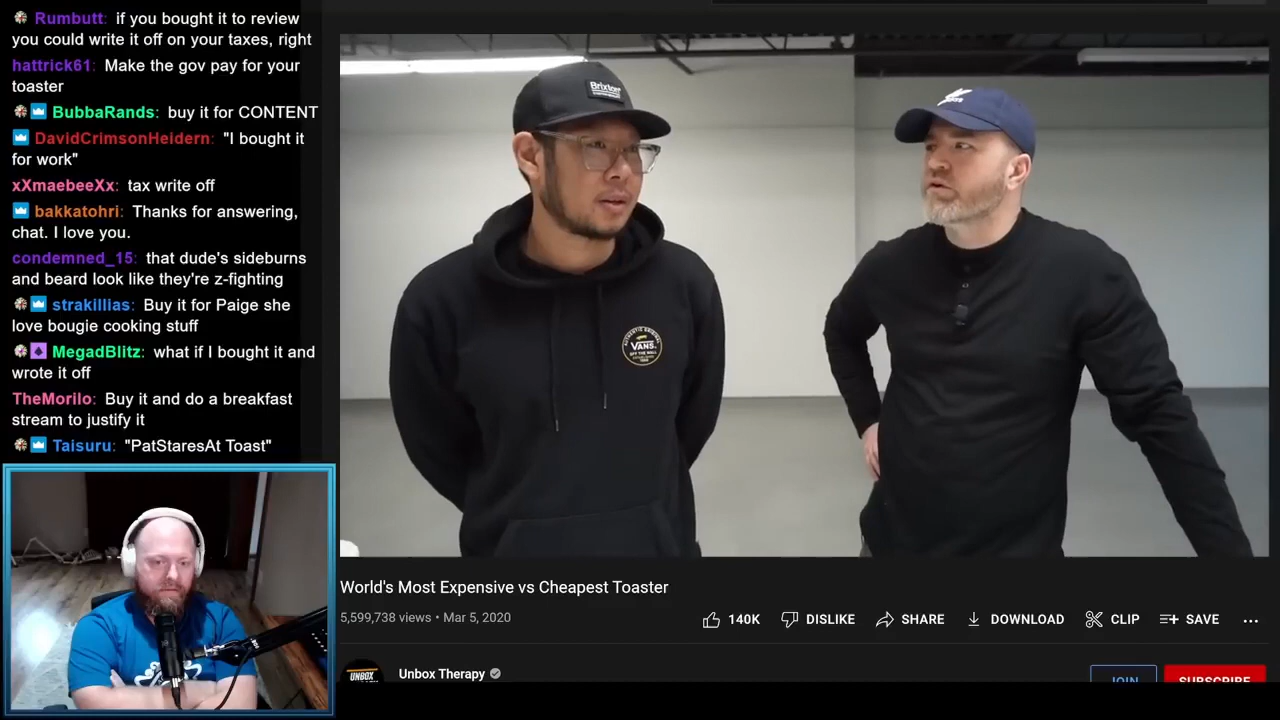 Rumbutt: if you bought it to review
you could write it off on your taxes, right
hattrick61: Make the gov pay for your
toaster
BubbaRands: buy it for CONTENT
DavidCrimsonHeidern: "I bought it
for work"
xXmaebeeXx: tax write off
bakkatohri: Thanks for answering,
chat. I love you.
condemned_15: that dude's sideburns
and beard look like they're z-fighting
strakillias: Buy it for Paige she
love bougie cooking stuff
MegadBlitz: what if I bought it and
wrote it off
TheMorilo: Buy it and do a breakfast
stream to justify it
Taisuru: "PatStaresAt Toast"
Brixton
VANS
OFF THE WALL
World's Most Expensive vs Cheapest Toaster
5,599,738 views • Mar 5, 2020
140K DISLIKE SHARE DOWNLOAD CLIP SAVE ...
UNBOX
Unbox Therapy
JOIN SUBSCRIBE